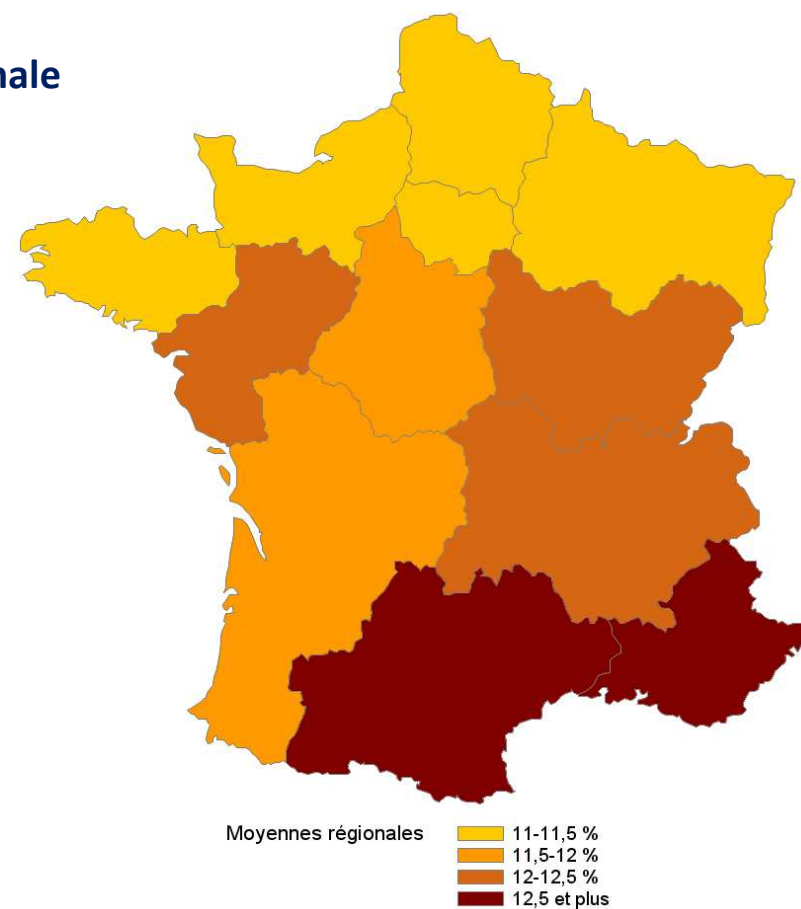 nale
Moyennes régionales
11-11,5 %
11,5-12 %
12-12,5 %
12,5 et plus